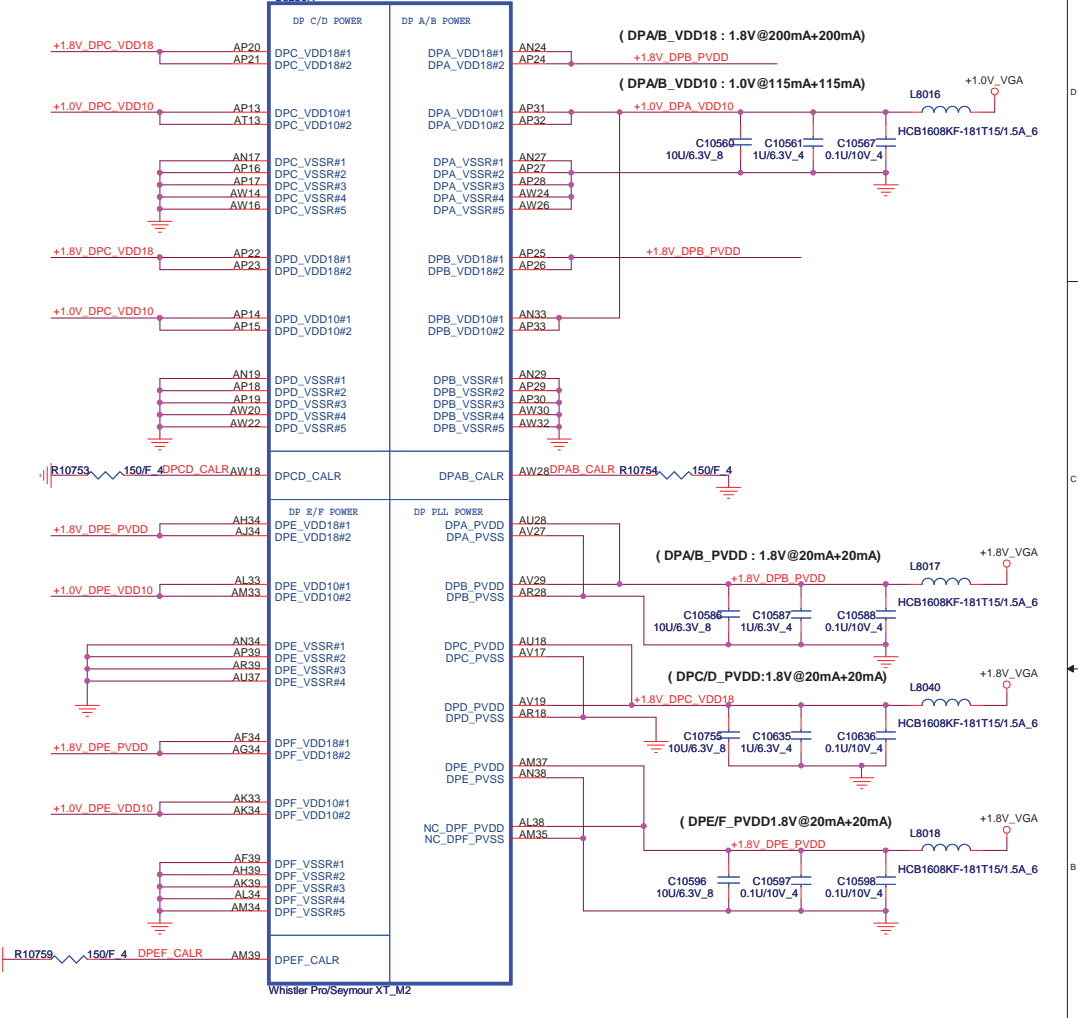 DP C/D POWER DP A/B POWER
( DPA/B_VDD18 : 1.8V@200mA+200mA)
+1.8V_DPC_VDD18 AP20 DPC_VDD18#1 DPA_VDD18#1 AN24
AP21 DPC_VDD18#2 DPA_VDD18#2 AP24 +1.8V_DPB_PVDD
( DPA/B_VDD10 : 1.0V@115mA+115mA) +1.0V_VGA
L8016
+1.0V_DPC_VDD10 AP13 DPC_VDD10#1 DPA_VDD10#1 AP31 +1.0V_DPA_VDD10
AT13 DPC_VDD10#2 DPA_VDD10#2 AP32
HCB1608KF-181T15/1.5A_6
C10560 C10561 C10567
10U/6.3V_8 1U/6.3V_4 0.1U/10V_4
AN17 DPC_VSSR#1 DPA_VSSR#1 AN27
AP16 DPC_VSSR#2 DPA_VSSR#2 AP27
AP17 DPC_VSSR#3 DPA_VSSR#3 AP28
AW14 DPC_VSSR#4 DPA_VSSR#4 AW24
AW16 DPC_VSSR#5 DPA_VSSR#5 AW26
+1.8V_DPC_VDD18 AP22 DPD_VDD18#1 DPB_VDD18#1 AP25 +1.8V_DPB_PVDD
AP23 DPD_VDD18#2 DPB_VDD18#2 AP26
+1.0V_DPC_VDD10 AP14 DPD_VDD10#1 DPB_VDD10#1 AN33
AP15 DPD_VDD10#2 DPB_VDD10#2 AP33
AN19 DPD_VSSR#1 DPB_VSSR#1 AN29
AP18 DPD_VSSR#2 DPB_VSSR#2 AP29
AP19 DPD_VSSR#3 DPB_VSSR#3 AP30
AW20 DPD_VSSR#4 DPB_VSSR#4 AW30
AW22 DPD_VSSR#5 DPB_VSSR#5 AW32
R10753 150/F_4 DPCD_CALR AW18 DPCD_CALR DPAB_CALR AW28 DPAB_CALR R10754 150/F_4
DP E/F POWER DP PLL POWER
AH34 DPE_VDD18#1 DPA_PVDD AU28
+1.8V_DPE_PVDD AJ34 DPE_VDD18#2 DPA_PVSS AV27
( DPA/B_PVDD : 1.8V@20mA+20mA) +1.8V_VGA
L8017
AL33 DPE_VDD10#1 DPB_PVDD AV29 +1.8V_DPB_PVDD
+1.0V_DPE_VDD10 AM33 DPE_VDD10#2 DPB_PVSS AR28
HCB1608KF-181T15/1.5A_6
C10586 C10587 C10588
10U/6.3V_8 1U/6.3V_4 0.1U/10V_4
AN34 DPE_VSSR#1 DPC_PVDD AU18
AP39 DPE_VSSR#2 DPC_PVSS AV17
AR39 DPE_VSSR#3
AU37 DPE_VSSR#4
( DPC/D_PVDD:1.8V@20mA+20mA) +1.8V_VGA
L8040
DPD_PVDD AV19 +1.8V_DPC_VDD18
DPD_PVSS AR18
HCB1608KF-181T15/1.5A_6
C10755 C10635 C10636
10U/6.3V_8 1U/6.3V_4 0.1U/10V_4
AF34 DPF_VDD18#1
+1.8V_DPE_PVDD AG34 DPF_VDD18#2
DPE_PVDD AM37
DPE_PVSS AN38
AK33 DPF_VDD10#1
+1.0V_DPE_VDD10 AK34 DPF_VDD10#2
( DPE/F_PVDD1.8V@20mA+20mA) +1.8V_VGA
NC_DPF_PVDD AL38
NC_DPF_PVSS AM35
L8018
+1.8V_DPE_PVDD
HCB1608KF-181T15/1.5A_6
C10596 C10597 C10598
10U/6.3V_8 0.1U/10V_4 0.1U/10V_4
AF39 DPF_VSSR#1
AH39 DPF_VSSR#2
AK39 DPF_VSSR#3
AL34 DPF_VSSR#4
AM34 DPF_VSSR#5
R10759 150/F_4 DPEF_CALR AM39 DPEF_CALR
Whistler Pro/Seymour XT_M2
D
C
B